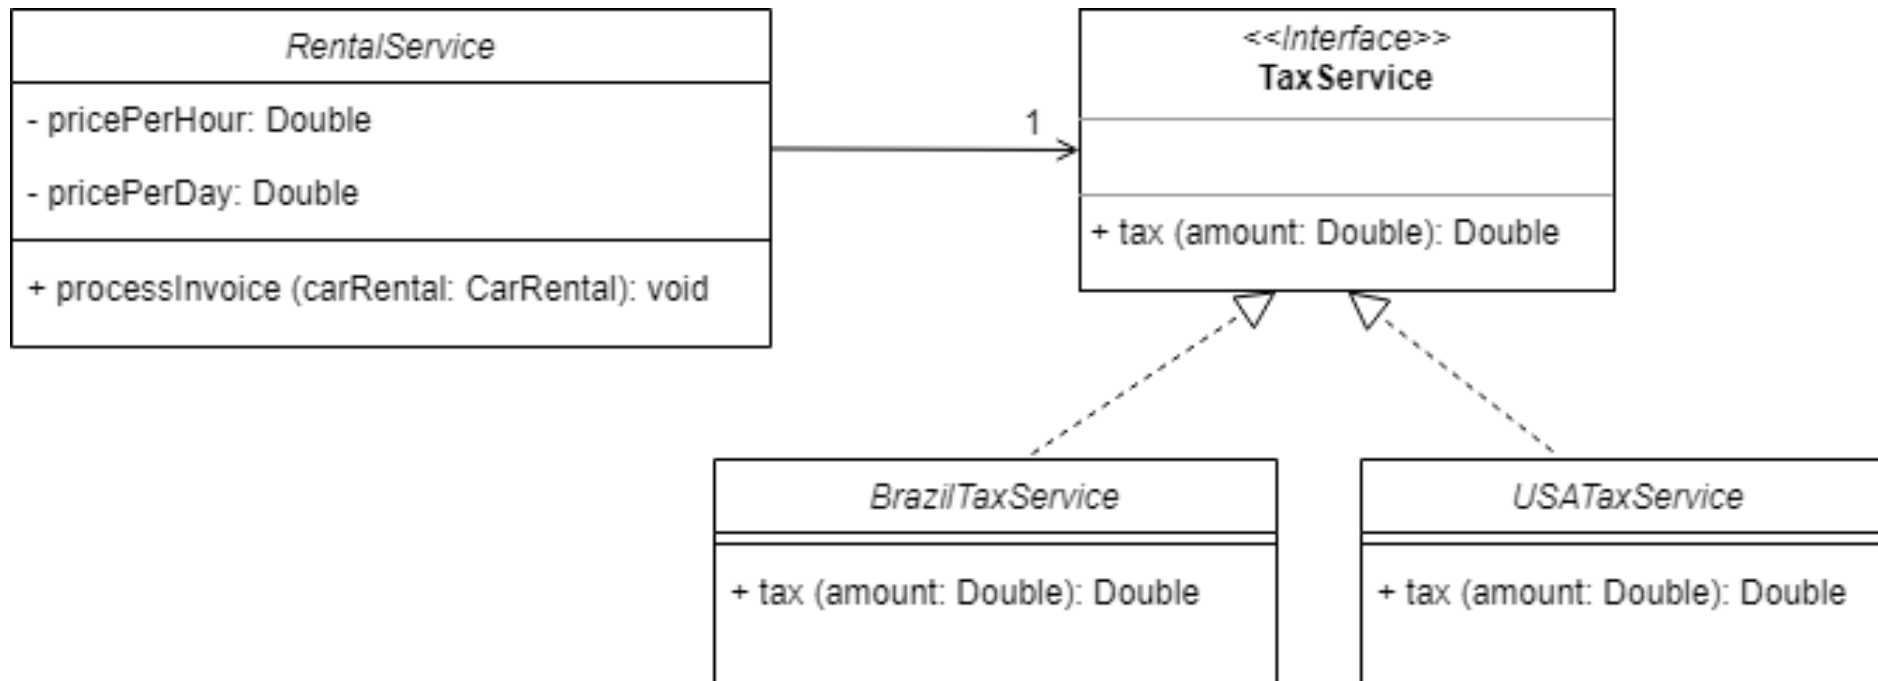 RentalService
- pricePerHour: Double
- pricePerDay: Double
+ processInvoice (carRental: CarRental): void
1
<<Interface>>
TaxService
+ tax (amount: Double): Double
BrazilTaxService
+ tax (amount: Double): Double
USATaxService
+ tax (amount: Double): Double